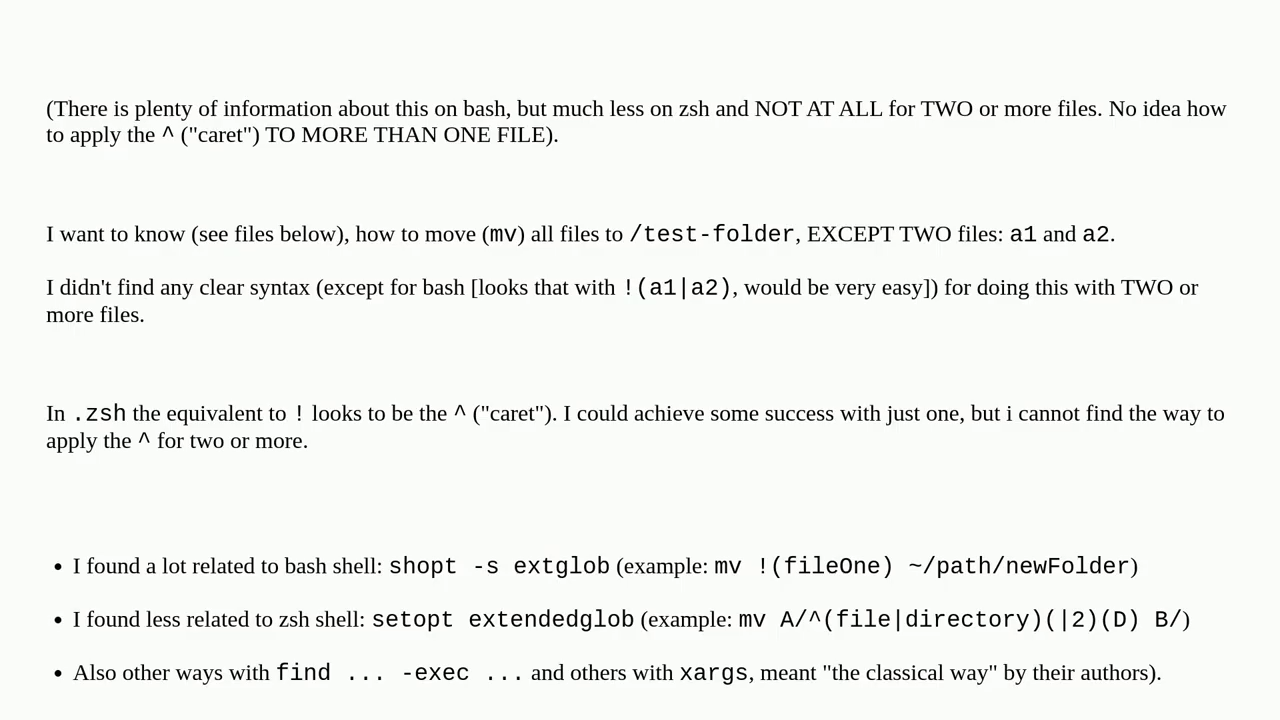 (There is plenty of information about this on bash, but much less on zsh and NOT AT ALL for TWO or more files. No idea how
to apply the ^ ("caret") TO MORE THAN ONE FILE).
I want to know (see files below), how to move (mv) all files to /test-folder, EXCEPT TWO files: a1 and a2.
I didn't find any clear syntax (except for bash [looks that with !(a1|a2), would be very easy]) for doing this with TWO or
more files.
In .zsh the equivalent to ! looks to be the ^ ("caret"). I could achieve some success with just one, but i cannot find the way to
apply the ^ for two or more.
• I found a lot related to bash shell: shopt -s extglob (example: mv !(fileOne) ~/path/newFolder)
• I found less related to zsh shell: setopt extendedglob (example: mv A/^(file|directory)(|2)(D) B/)
• Also other ways with find ... -exec ... and others with xargs, meant "the classical way" by their authors).